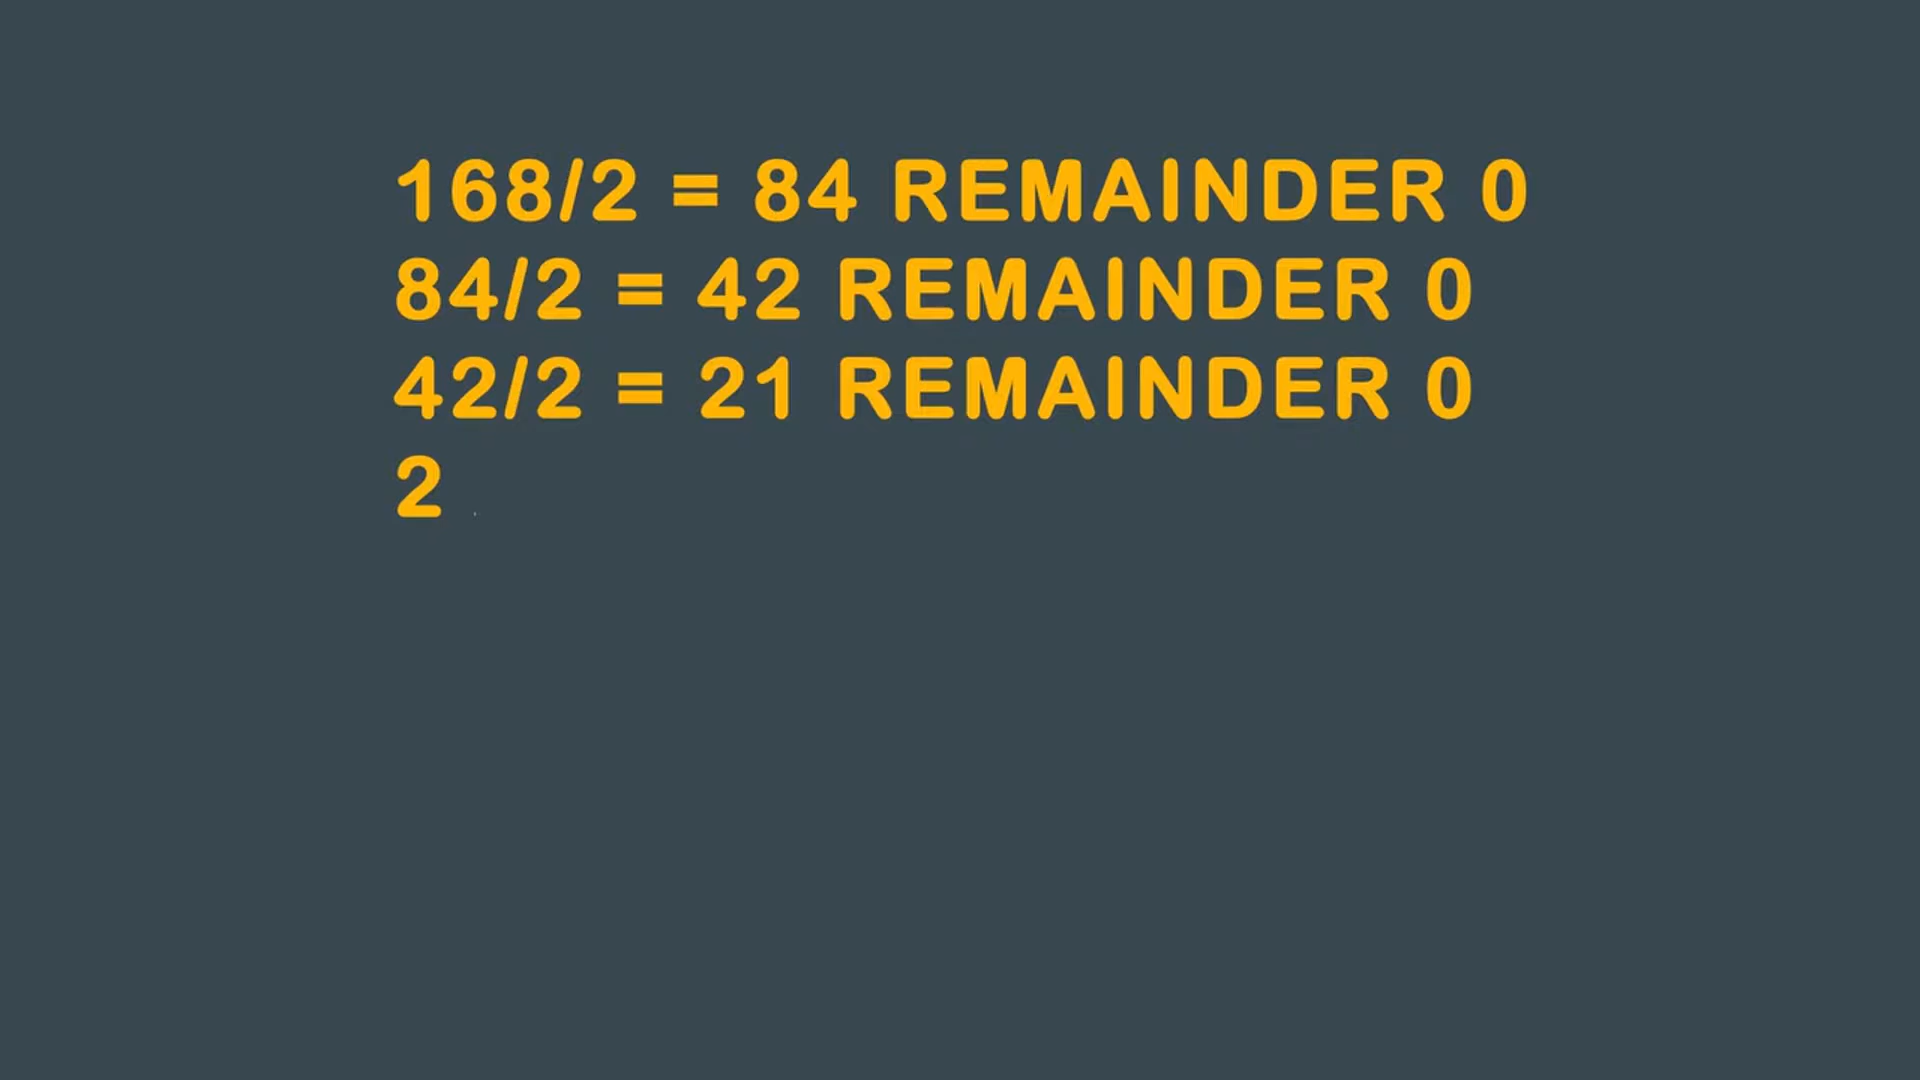 168/2 = 84 REMAINDER 0
84/2 = 42 REMAINDER 0
42/2 = 21 REMAINDER 0
2